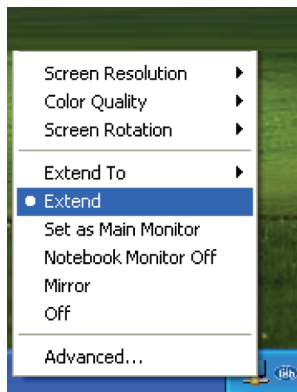 Screen Resolution
Color Quality
Screen Rotation
Extend To
Extend
Set as Main Monitor
Notebook Monitor Off
Mirror
Off
Advanced...